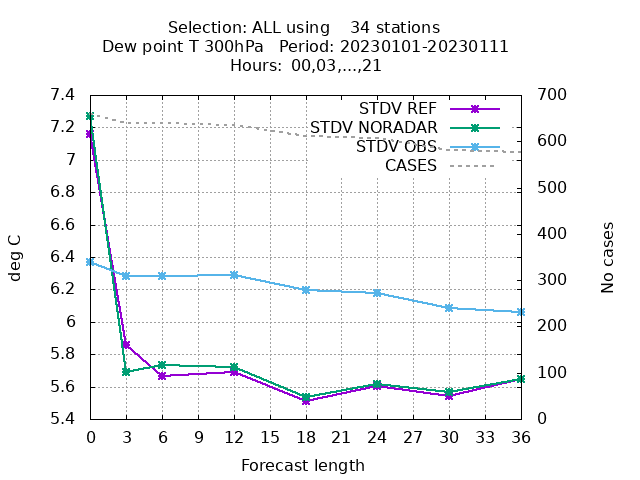 Selection: ALL using    34 stations
Dew point T 300hPa   Period: 20230101-20230111
Hours:  00,03,...,21
7.4
7.2
7
6.8
6.6
6.4
6.2
6
5.8
5.6
5.4
deg C
STDV REF
STDV NORADAR
STDV OBS
CASES
700
600
500
400
300
200
100
0
No cases
0 3 6 9 12 15 18 21 24 27 30 33 36
Forecast length